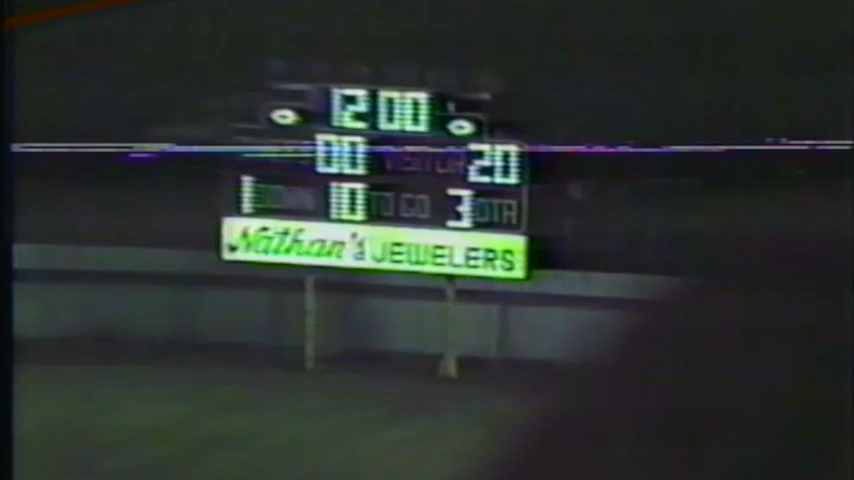 12 00
00 VISITOR 20
1 DOWN 10 TO GO 3 QTR
Nathan's JEWELERS